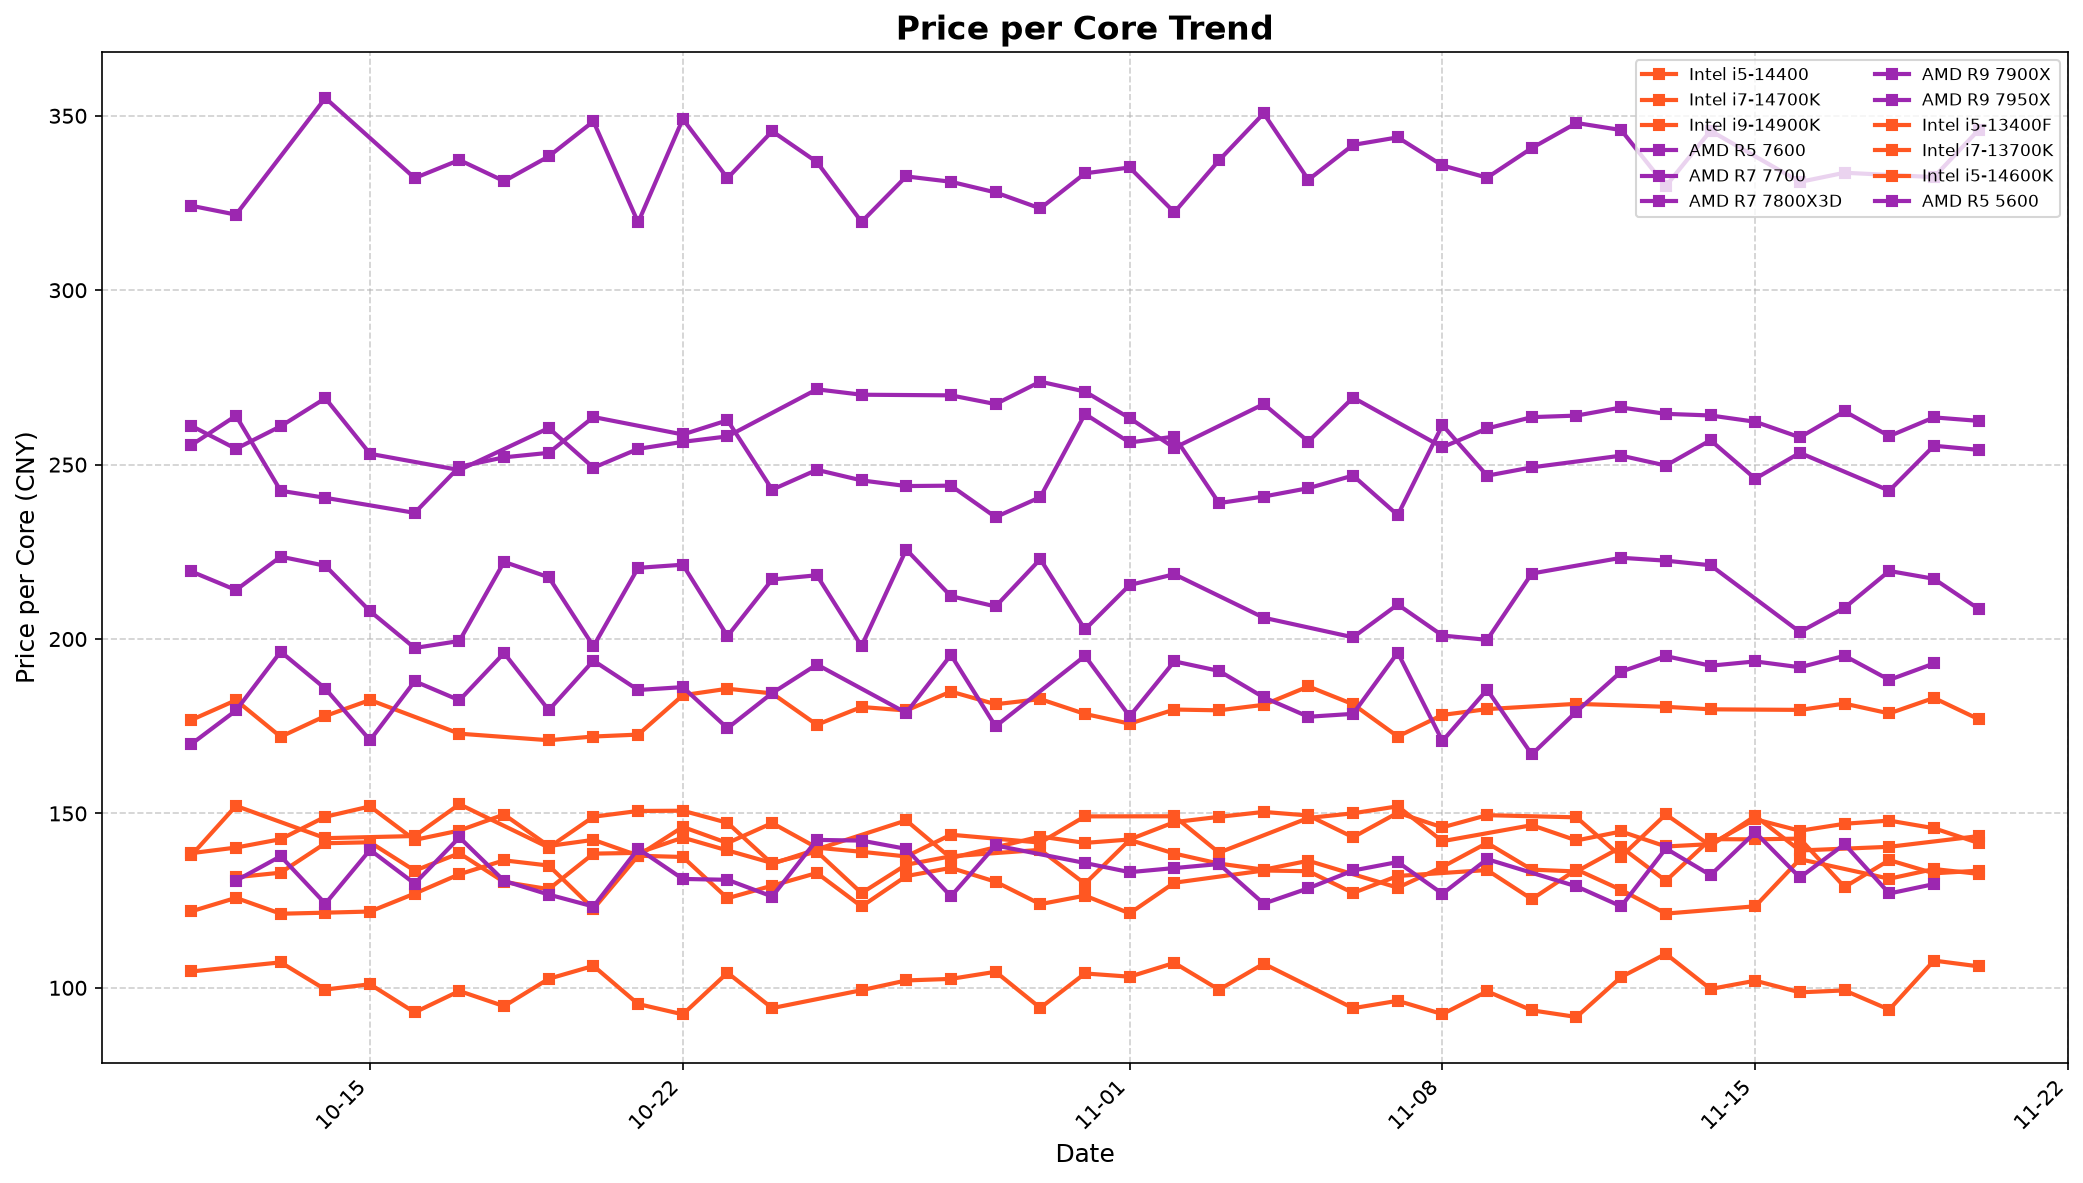 Price per Core Trend
Price per Core (CNY)
350
300
250
200
150
100
Intel i5-14400
Intel i7-14700K
Intel i9-14900K
AMD R5 7600
AMD R7 7700
AMD R7 7800X3D
AMD R9 7900X
AMD R9 7950X
Intel i5-13400F
Intel i7-13700K
Intel i5-14600K
AMD R5 5600
10-15
10-22
11-01
11-08
11-15
11-22
Date